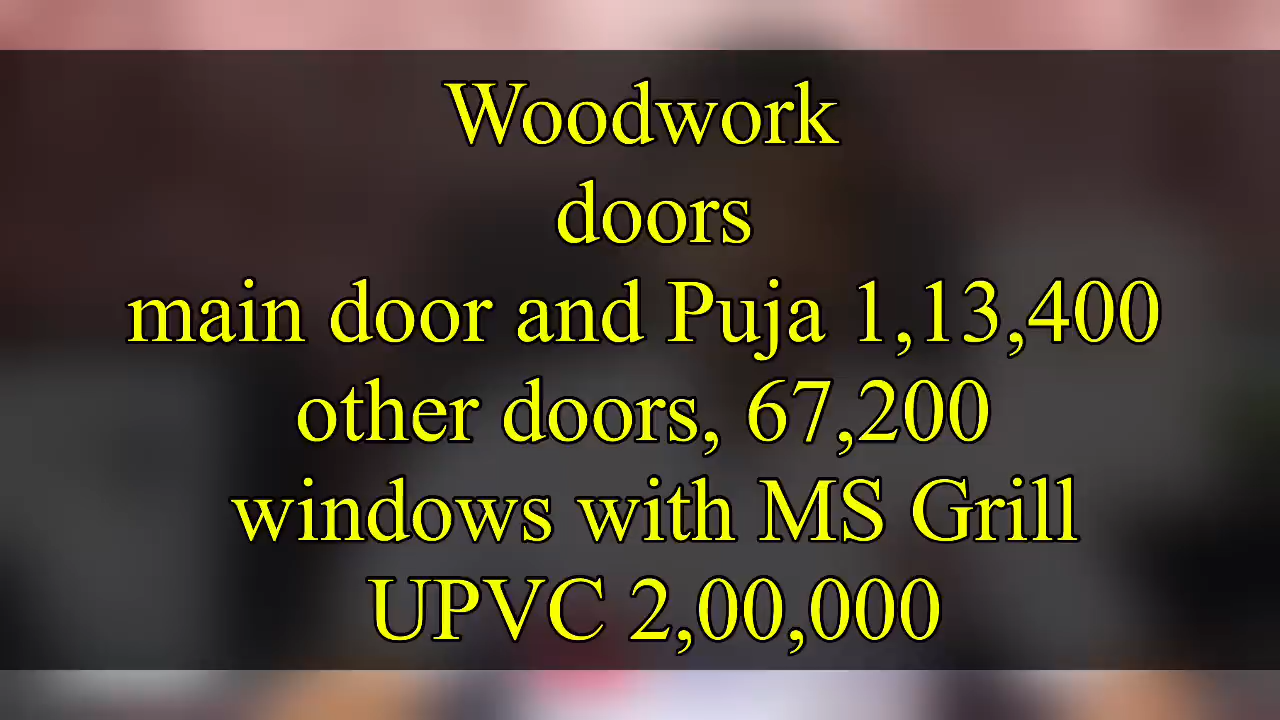 Woodwork
doors
main door and Puja 1,13,400
other doors, 67,200
windows with MS Grill
UPVC 2,00,000